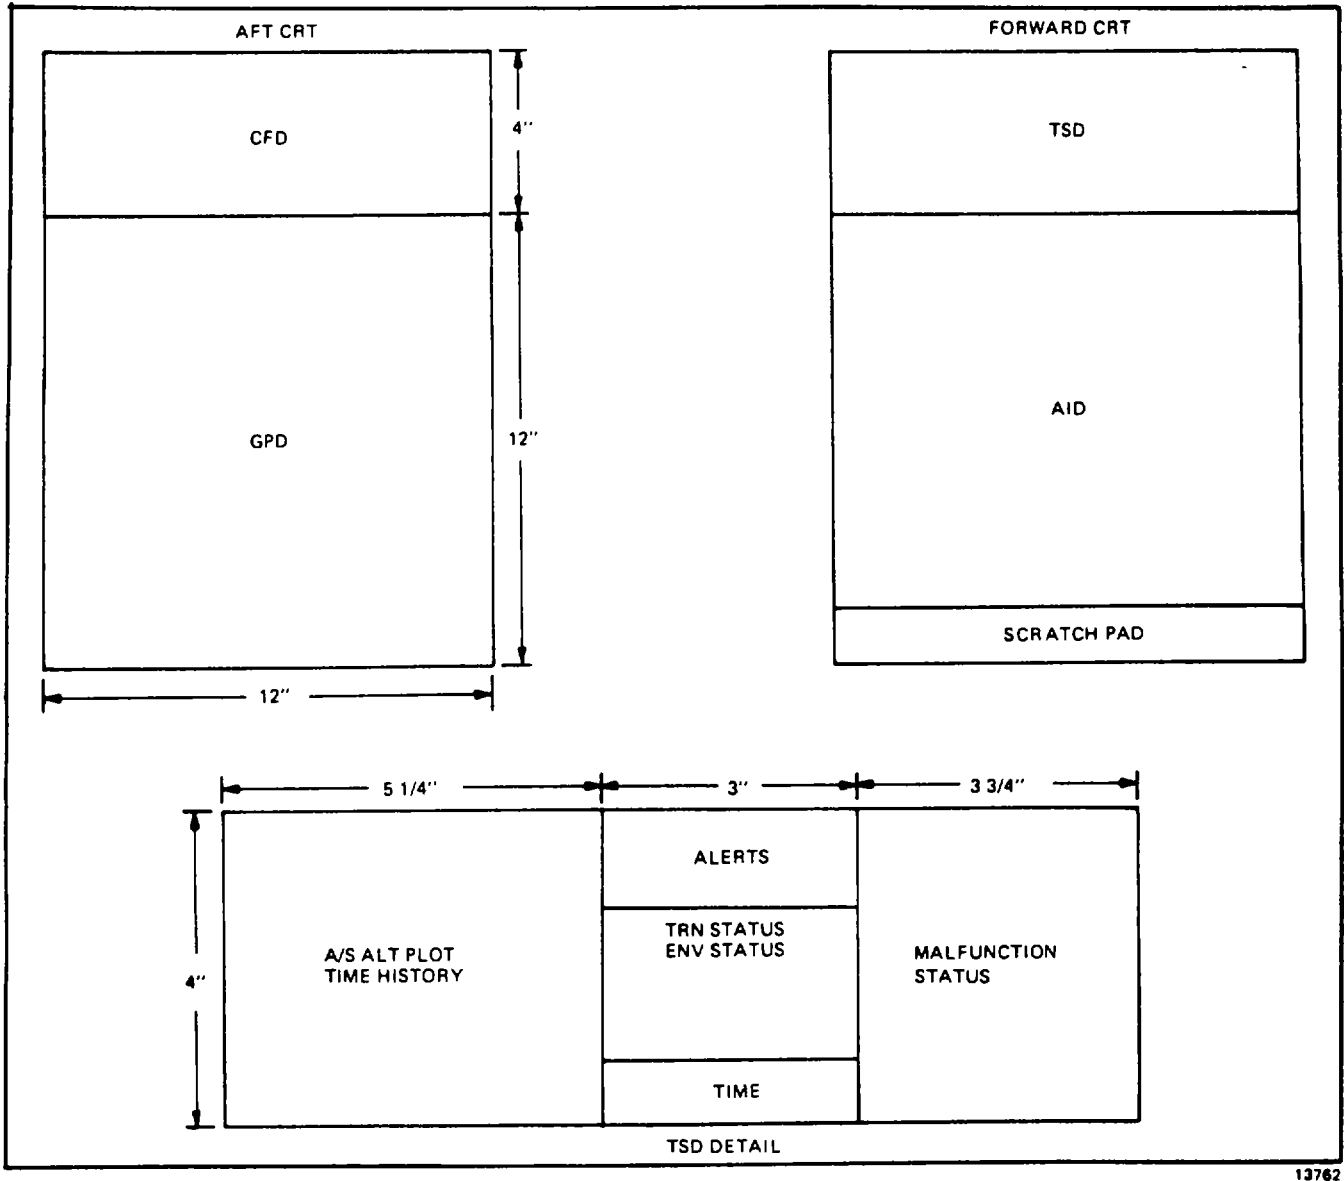 AFT CRT
FORWARD CRT
CFD
4"
TSD
GPD
12"
AID
SCRATCH PAD
12"
5 1/4"
3"
3 3/4"
4"
A/S ALT PLOT
TIME HISTORY
ALERTS
TRN STATUS
ENV STATUS
TIME
MALFUNCTION
STATUS
TSD DETAIL
13762